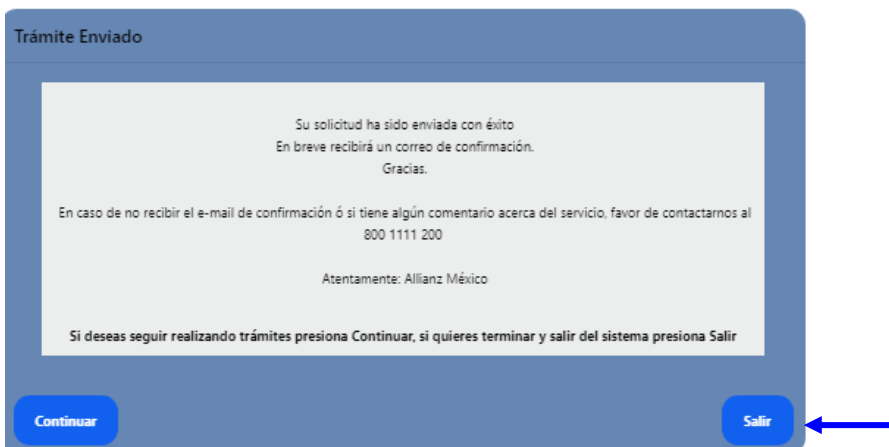 Trámite Enviado
Su solicitud ha sido enviada con éxito
En breve recibirá un correo de confirmación.
Gracias.
En caso de no recibir el e-mail de confirmación ó si tiene algún comentario acerca del servicio, favor de contactarnos al
800 1111 200
Atentamente: Allianz México
Si deseas seguir realizando trámites presiona Continuar, si quieres terminar y salir del sistema presiona Salir
Continuar
Salir